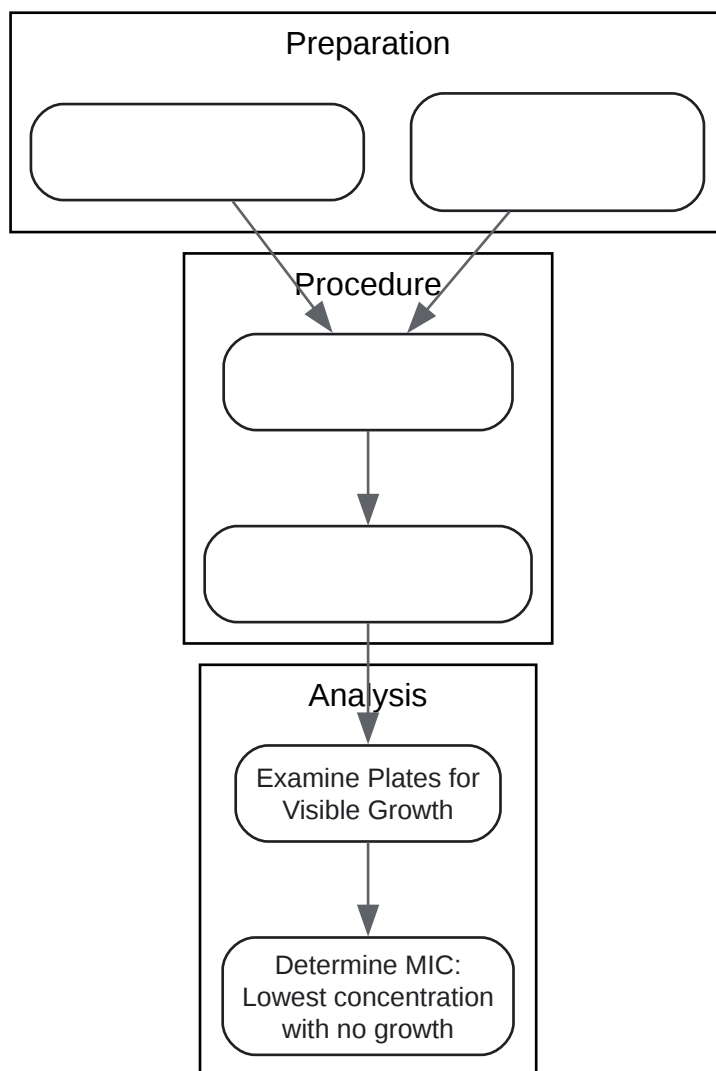 Preparation
Procedure
Analysis
Examine Plates for
Visible Growth
Determine MIC:
Lowest concentration
with no growth